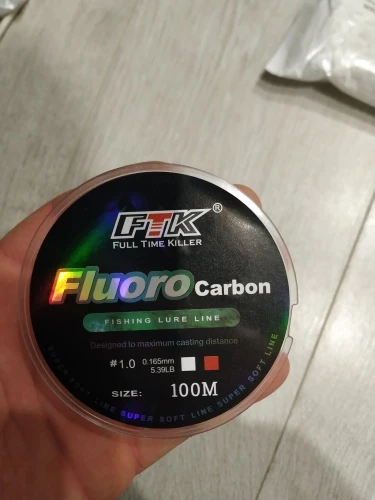 FTK®
FULL TIME KILLER
Fluoro Carbon
FISHING LURE LINE
Designed to maximum casting distance
#1.0 0.165mm
5.39LB
SIZE: 100M
SUPER SOFT LINE SUPER SOFT LINE SUPER SOFT LINE